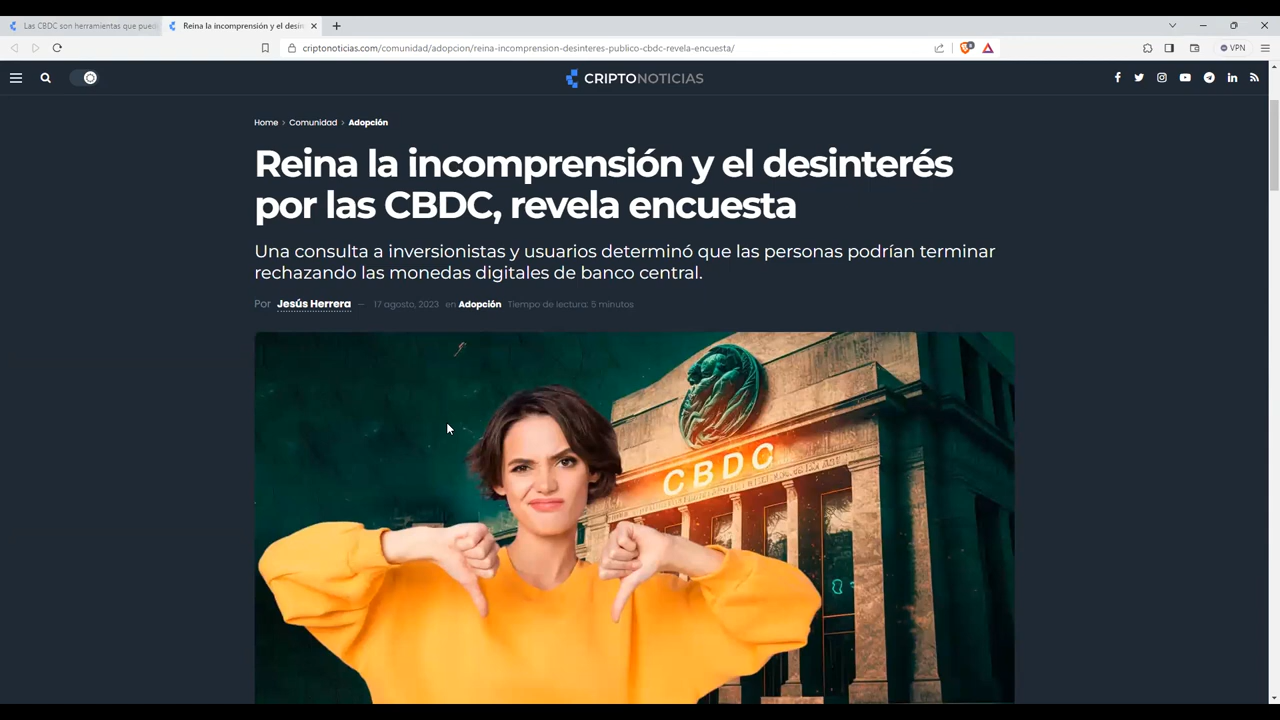 Las CBDC son herramientas que pued
Reina la incomprensión y el desin
criptonoticias.com/comunidad/adopcion/reina-incomprension-desinteres-publico-cbdc-revela-encuesta/
VPN
CRIPTONOTICIAS
Home > Comunidad > Adopción
Reina la incomprensión y el desinterés
por las CBDC, revela encuesta
Una consulta a inversionistas y usuarios determinó que las personas podrían terminar
rechazando las monedas digitales de banco central.
Por Jesús Herrera — 17 agosto, 2023 en Adopción Tiempo de lectura: 5 minutos
CBDC